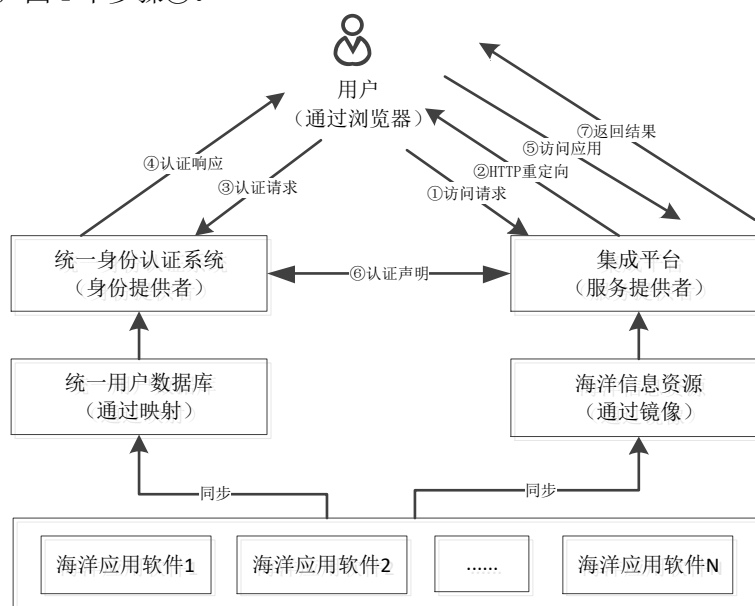 用户
（通过浏览器）
⑦返回结果
⑤访问应用
④认证响应
②HTTP重定向
③认证请求
①访问请求
统一身份认证系统
（身份提供者）
⑥认证声明
集成平台
（服务提供者）
统一用户数据库
（通过映射）
海洋信息资源
（通过镜像）
同步
同步
海洋应用软件1
海洋应用软件2
......
海洋应用软件N